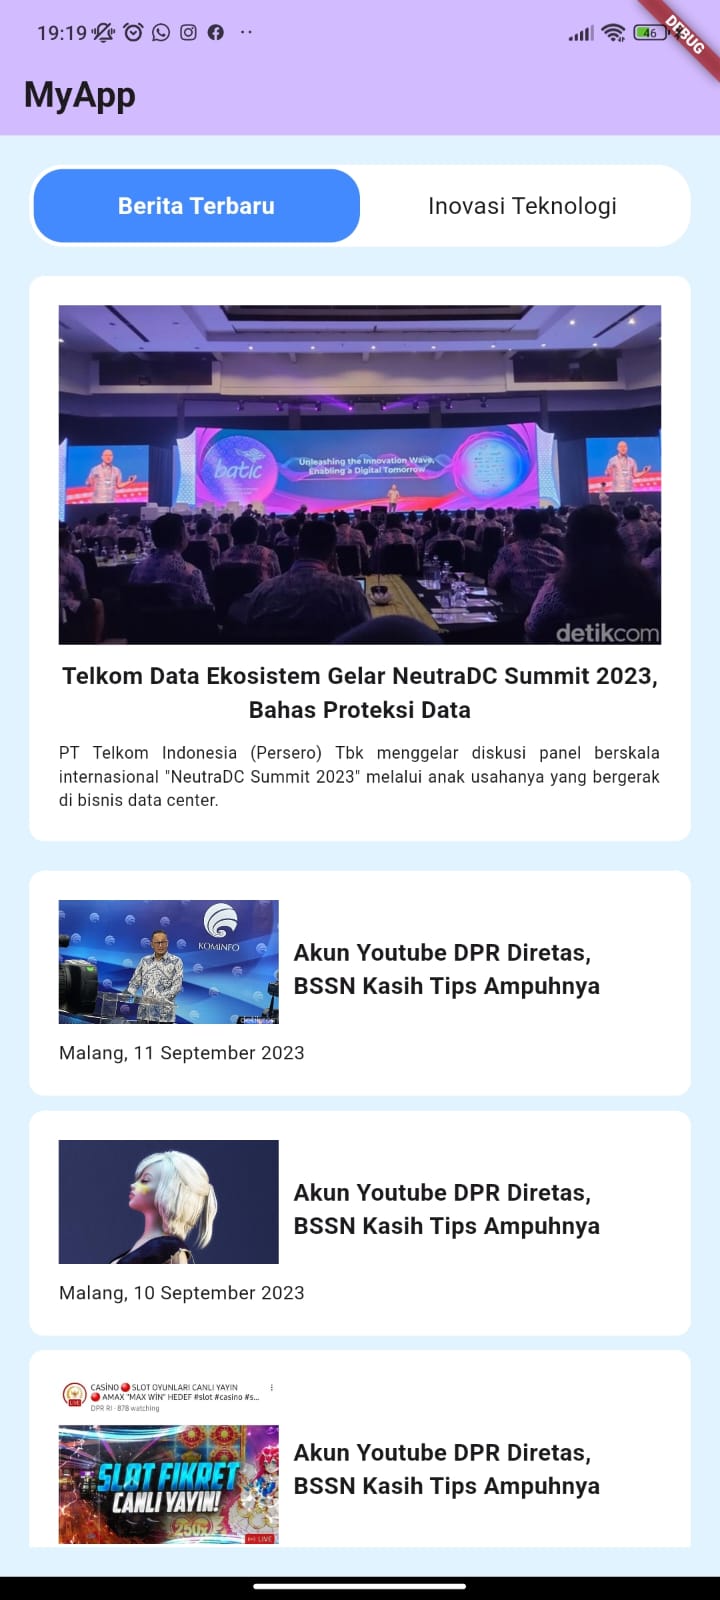 19:19
46
DEBUG
MyApp
Berita Terbaru
Inovasi Teknologi
batic
Unleashing the Innovation Wave,
Enabling a Digital Tomorrow
detikcom
Telkom Data Ekosistem Gelar NeutraDC Summit 2023,
Bahas Proteksi Data
PT Telkom Indonesia (Persero) Tbk menggelar diskusi panel berskala
internasional "NeutraDC Summit 2023" melalui anak usahanya yang bergerak
di bisnis data center.
KOMINFO
detikcom
Akun Youtube DPR Diretas,
BSSN Kasih Tips Ampuhnya
Malang, 11 September 2023
Akun Youtube DPR Diretas,
BSSN Kasih Tips Ampuhnya
Malang, 10 September 2023
CASİNO 🔴 SLOT OYUNLARI CANLI YAYIN
🔴 AMAX "MAX WİN" HEDEF #slot #casino #s...
DPR RI · 878 watching
LIVE
SLOT FIKRET
CANLI YAYIN!
250x
LIVE
Akun Youtube DPR Diretas,
BSSN Kasih Tips Ampuhnya